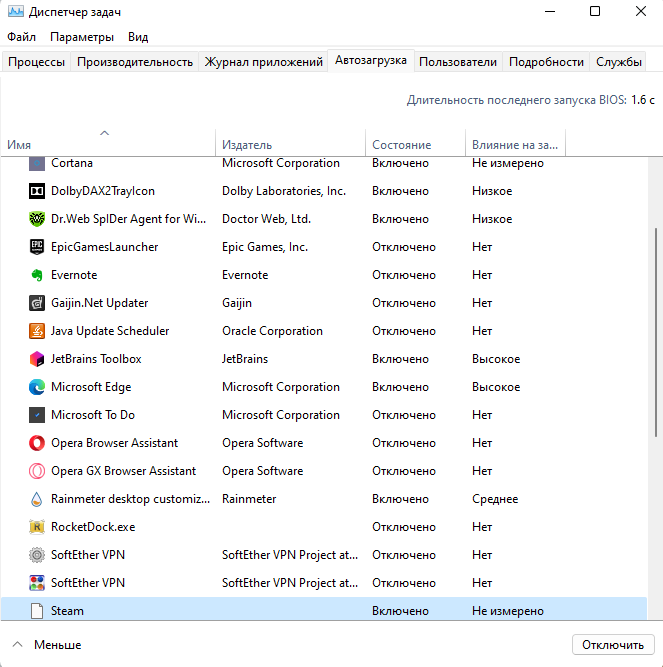 Диспетчер задач
Файл Параметры Вид
Процессы Производительность Журнал приложений Автозагрузка Пользователи Подробности Службы
Длительность последнего запуска BIOS: 1.6 с
Имя Издатель Состояние Влияние на за...
Cortana Microsoft Corporation Включено Не измерено
DolbyDAX2TrayIcon Dolby Laboratories, Inc. Включено Низкое
Dr.Web SpIDer Agent for Wi... Doctor Web, Ltd. Включено Низкое
EpicGamesLauncher Epic Games, Inc. Отключено Нет
Evernote Evernote Отключено Нет
Gaijin.Net Updater Gaijin Отключено Нет
Java Update Scheduler Oracle Corporation Отключено Нет
JetBrains Toolbox JetBrains Включено Высокое
Microsoft Edge Microsoft Corporation Включено Высокое
Microsoft To Do Microsoft Corporation Отключено Нет
Opera Browser Assistant Opera Software Отключено Нет
Opera GX Browser Assistant Opera Software Отключено Нет
Rainmeter desktop customiz... Rainmeter Включено Среднее
RocketDock.exe Отключено Нет
SoftEther VPN SoftEther VPN Project at... Отключено Нет
SoftEther VPN SoftEther VPN Project at... Отключено Нет
Steam Включено Не измерено
Меньше Отключить